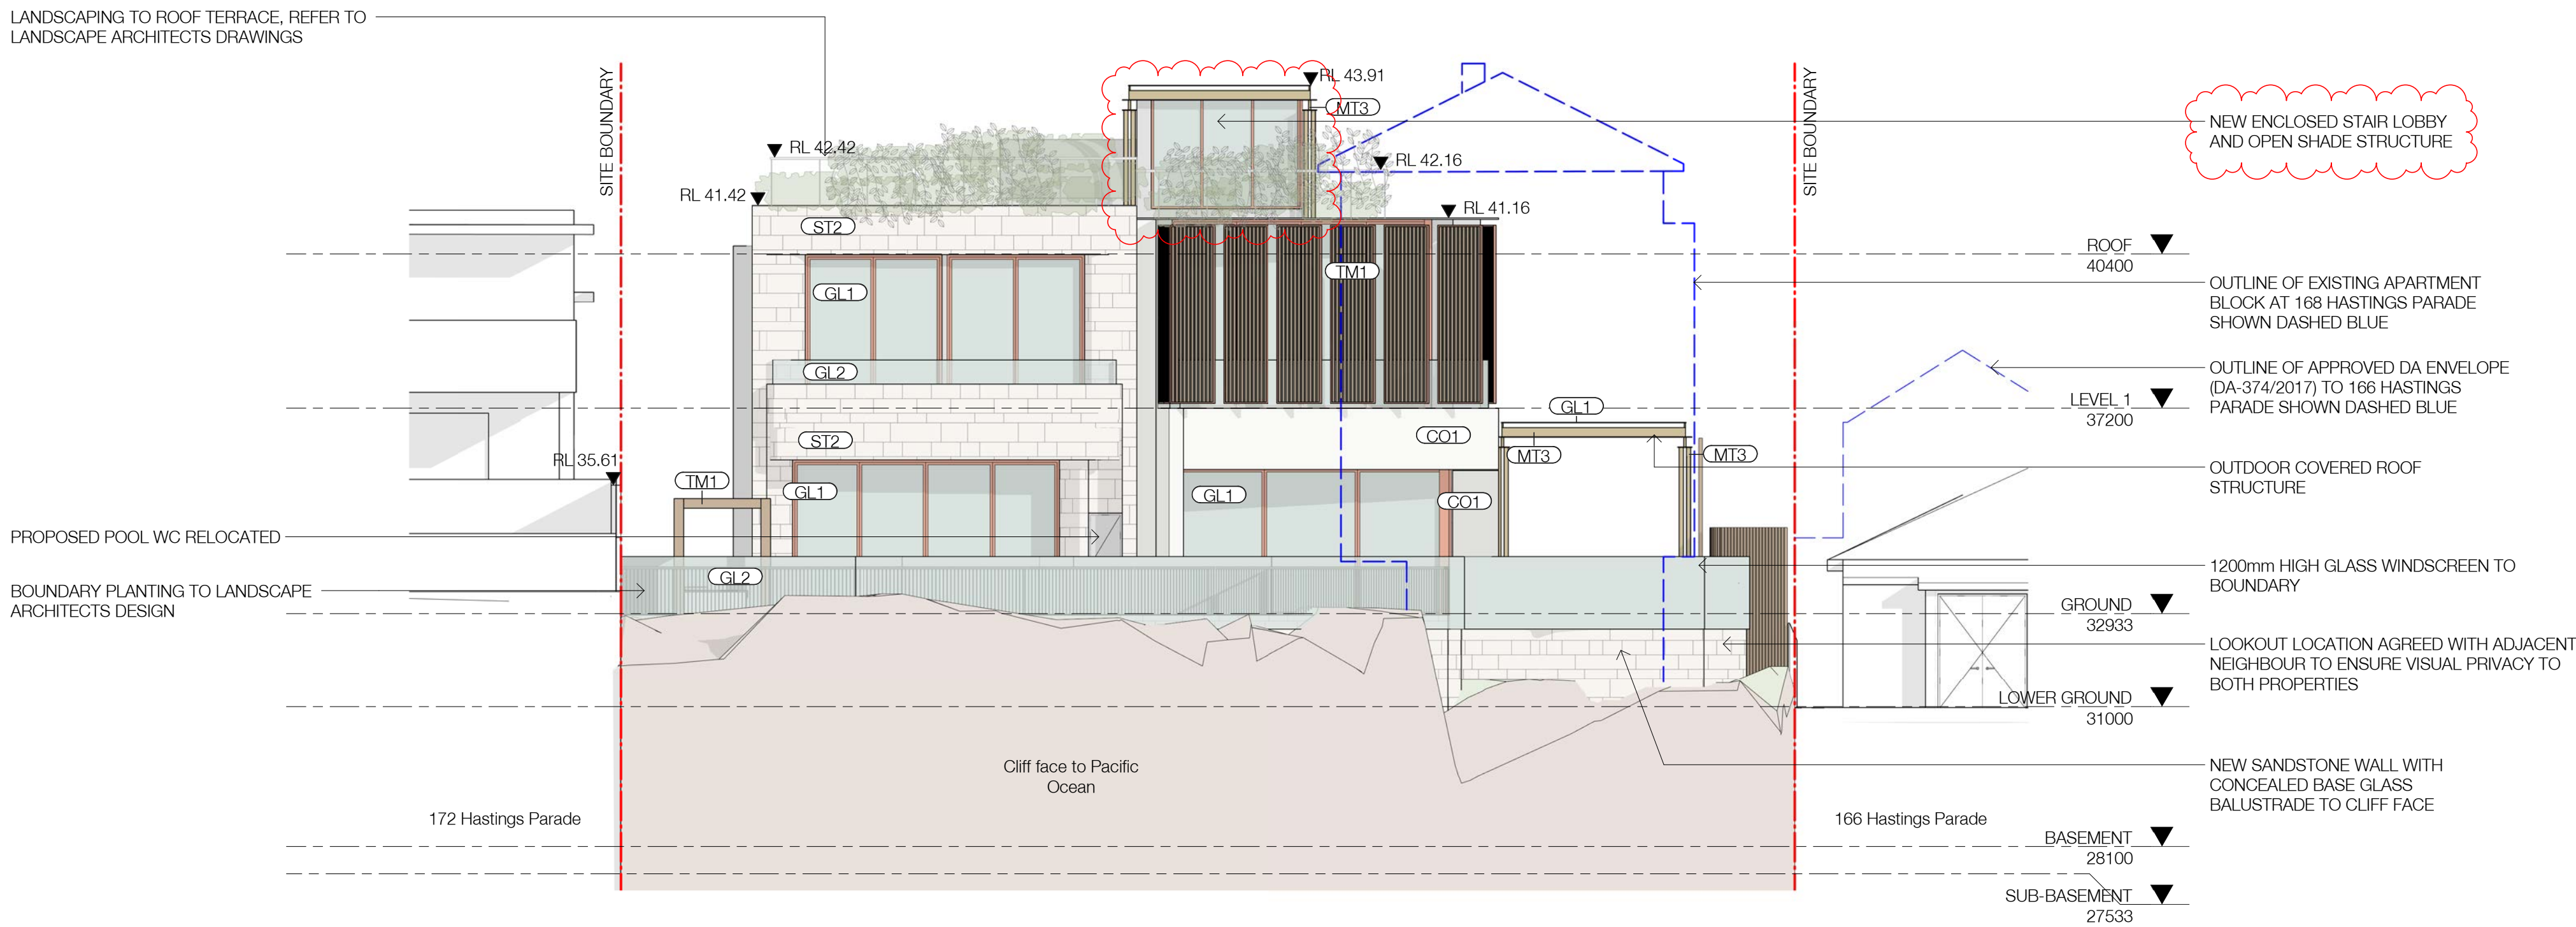 LANDSCAPING TO ROOF TERRACE, REFER TO
LANDSCAPE ARCHITECTS DRAWINGS
SITE BOUNDARY
RL 43.91
MT3
SITE BOUNDARY
NEW ENCLOSED STAIR LOBBY
AND OPEN SHADE STRUCTURE
RL 42.42
RL 42.16
RL 41.42
RL 41.16
ST2
ROOF
40400
TM1
GL1
OUTLINE OF EXISTING APARTMENT
BLOCK AT 168 HASTINGS PARADE
SHOWN DASHED BLUE
GL2
OUTLINE OF APPROVED DA ENVELOPE
(DA-374/2017) TO 166 HASTINGS
PARADE SHOWN DASHED BLUE
LEVEL 1
37200
GL1
ST2
CO1
MT3
MT3
RL 35.61
OUTDOOR COVERED ROOF
STRUCTURE
TM1
GL1
GL1
CO1
PROPOSED POOL WC RELOCATED
BOUNDARY PLANTING TO LANDSCAPE
ARCHITECTS DESIGN
GL2
1200mm HIGH GLASS WINDSCREEN TO
BOUNDARY
GROUND
32933
LOOKOUT LOCATION AGREED WITH ADJACENT
NEIGHBOUR TO ENSURE VISUAL PRIVACY TO
BOTH PROPERTIES
LOWER GROUND
31000
Cliff face to Pacific
Ocean
NEW SANDSTONE WALL WITH
CONCEALED BASE GLASS
BALUSTRADE TO CLIFF FACE
172 Hastings Parade
166 Hastings Parade
BASEMENT
28100
SUB-BASEMENT
27533